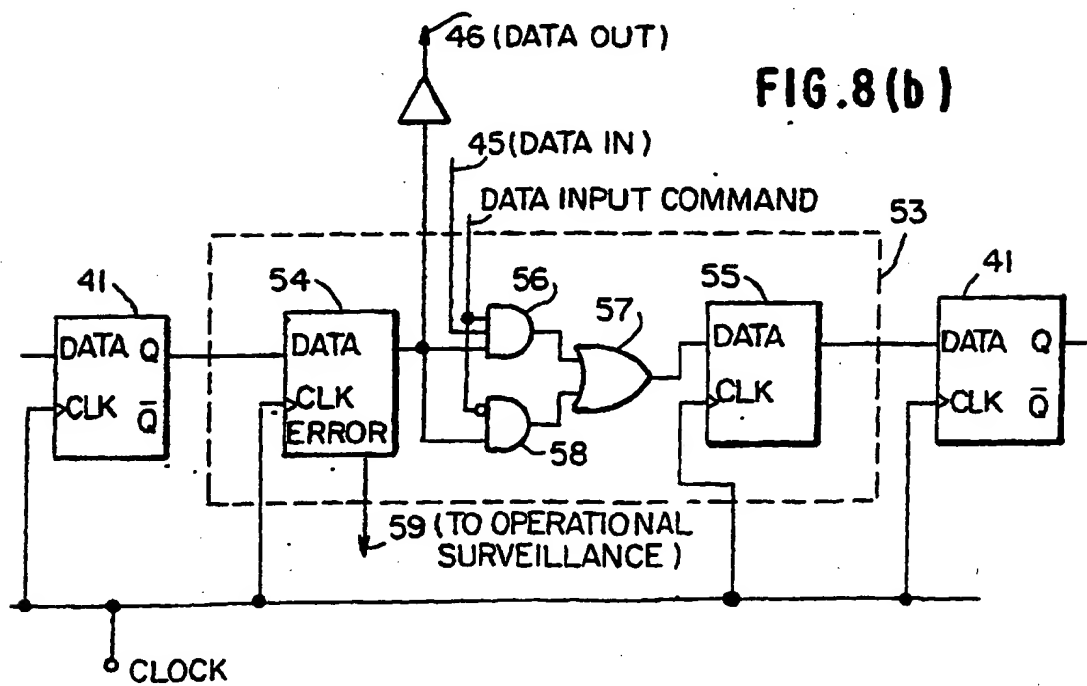 46 (DATA OUT)
FIG.8(b)
45(DATA IN)
DATA INPUT COMMAND
53
41
54
56
57
55
41
DATA Q
CLK Q̅
DATA
CLK
ERROR
58
DATA
CLK
DATA Q
CLK Q̅
59 (TO OPERATIONAL
SURVEILLANCE)
CLOCK